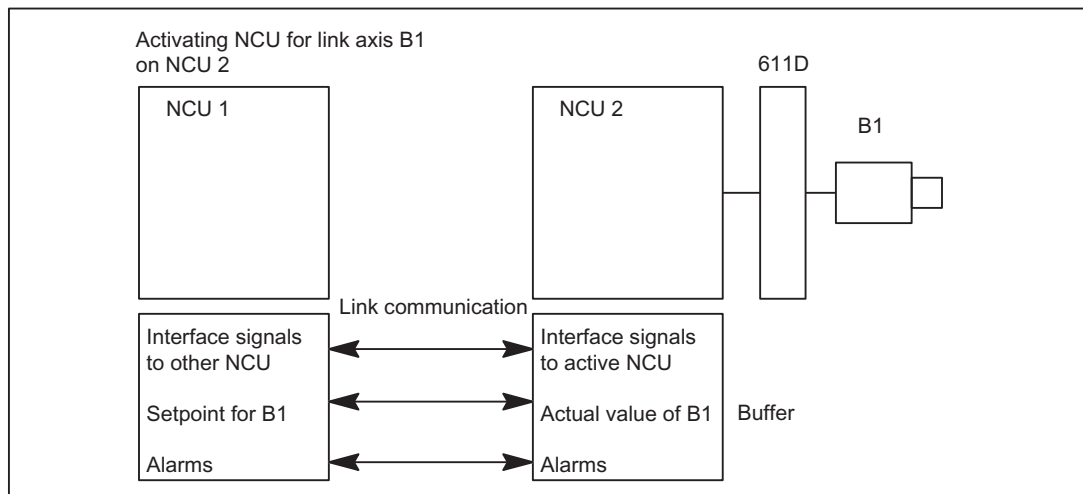 Activating NCU for link axis B1
on NCU 2
611D
NCU 1
NCU 2
B1
Link communication
Interface signals
to other NCU
Interface signals
to active NCU
Setpoint for B1
Actual value of B1
Buffer
Alarms
Alarms